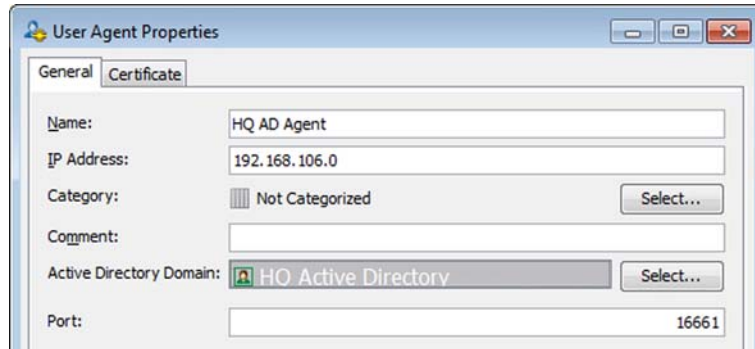 User Agent Properties
General Certificate
Name: HQ AD Agent
IP Address: 192.168.106.0
Category: Not Categorized Select...
Comment:
Active Directory Domain: HQ Active Directory Select...
Port: 16661